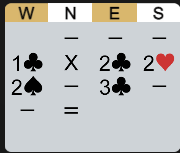 W N E S
– – –
1♣ X 2♣ 2♥
2♠ – 3♣ –
– =